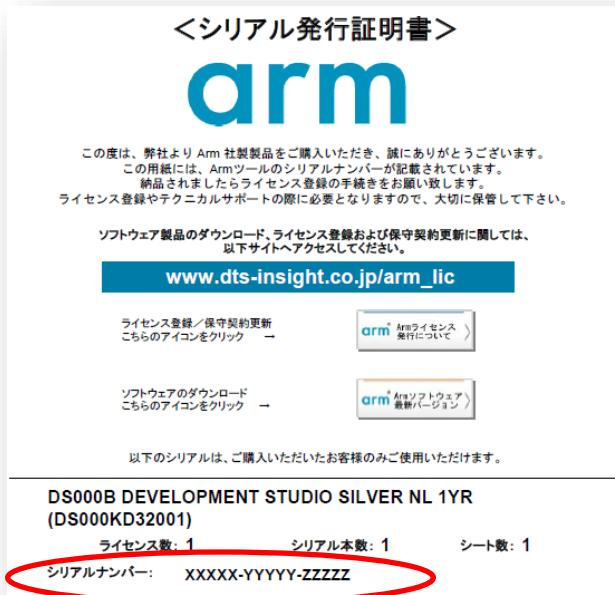 ＜シリアル発行証明書＞
arm
この度は、弊社より Arm 社製製品をご購入いただき、誠にありがとうございます。
この用紙には、Armツールのシリアルナンバーが記載されています。
納品されましたらライセンス登録の手続きをお願い致します。
ライセンス登録やテクニカルサポートの際に必要となりますので、大切に保管して下さい。
ソフトウェア製品のダウンロード、ライセンス登録および保守契約更新に関しては、
以下サイトへアクセスしてください。
www.dts-insight.co.jp/arm_lic
ライセンス登録／保守契約更新
こちらのアイコンをクリック　→
arm Armライセンス
発行について 〉
ソフトウェアのダウンロード
こちらのアイコンをクリック　→
arm Armソフトウェア
最新バージョン 〉
以下のシリアルは、ご購入いただいたお客様のみご使用いただけます。
DS000B DEVELOPMENT STUDIO SILVER NL 1YR
(DS000KD32001)
ライセンス数: 1 シリアル本数: 1 シート数: 1
シリアルナンバー: XXXXX-YYYYY-ZZZZZ